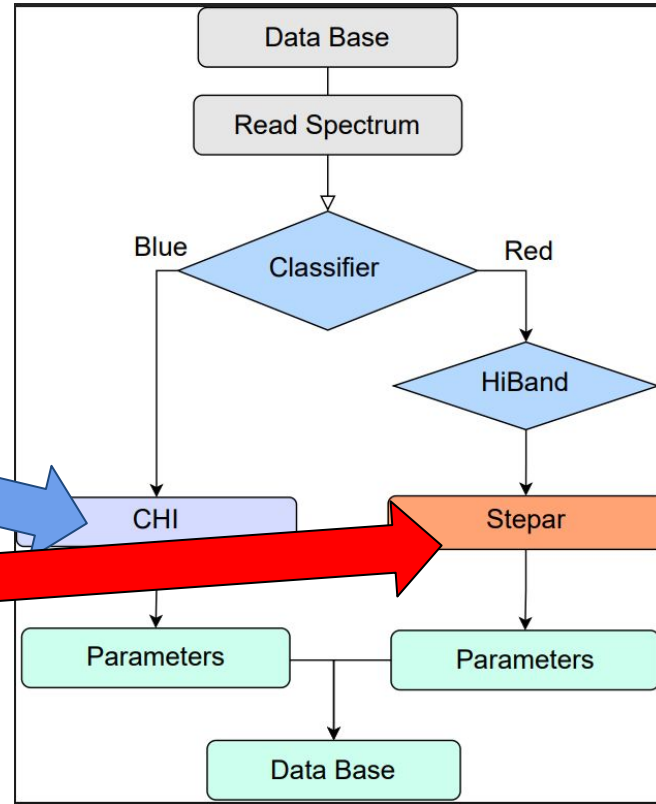 Data Base
Read Spectrum
Blue
Red
Classifier
HiBand
CHI
Stepar
Parameters
Parameters
Data Base